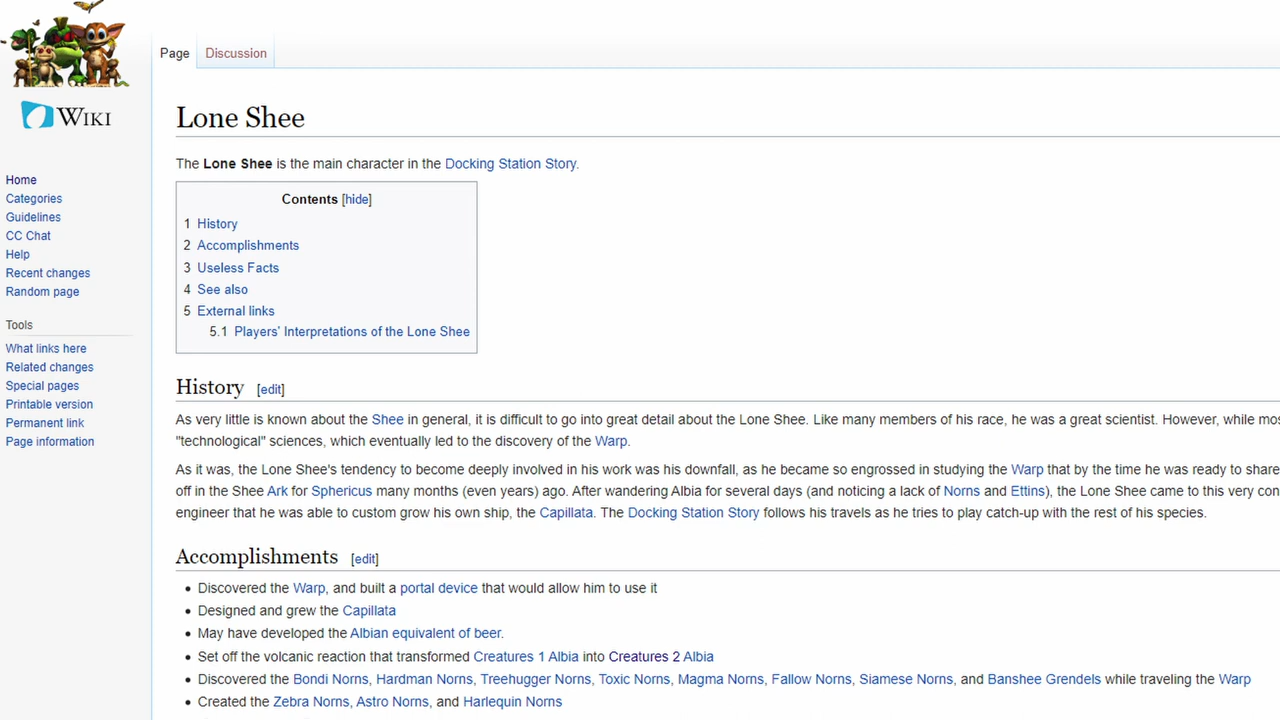 Page Discussion
WIKI
Lone Shee
The Lone Shee is the main character in the Docking Station Story.
Contents [hide]
1 History
2 Accomplishments
3 Useless Facts
4 See also
5 External links
5.1 Players' Interpretations of the Lone Shee
Home
Categories
Guidelines
CC Chat
Help
Recent changes
Random page
Tools
What links here
Related changes
Special pages
Printable version
Permanent link
Page information
History [edit]
As very little is known about the Shee in general, it is difficult to go into great detail about the Lone Shee. Like many members of his race, he was a great scientist. However, while mos
"technological" sciences, which eventually led to the discovery of the Warp.
As it was, the Lone Shee's tendency to become deeply involved in his work was his downfall, as he became so engrossed in studying the Warp that by the time he was ready to share
off in the Shee Ark for Sphericus many months (even years) ago. After wandering Albia for several days (and noticing a lack of Norns and Ettins), the Lone Shee came to this very con
engineer that he was able to custom grow his own ship, the Capillata. The Docking Station Story follows his travels as he tries to play catch-up with the rest of his species.
Accomplishments [edit]
• Discovered the Warp, and built a portal device that would allow him to use it
• Designed and grew the Capillata
• May have developed the Albian equivalent of beer.
• Set off the volcanic reaction that transformed Creatures 1 Albia into Creatures 2 Albia
• Discovered the Bondi Norns, Hardman Norns, Treehugger Norns, Toxic Norns, Magma Norns, Fallow Norns, Siamese Norns, and Banshee Grendels while traveling the Warp
• Created the Zebra Norns, Astro Norns, and Harlequin Norns